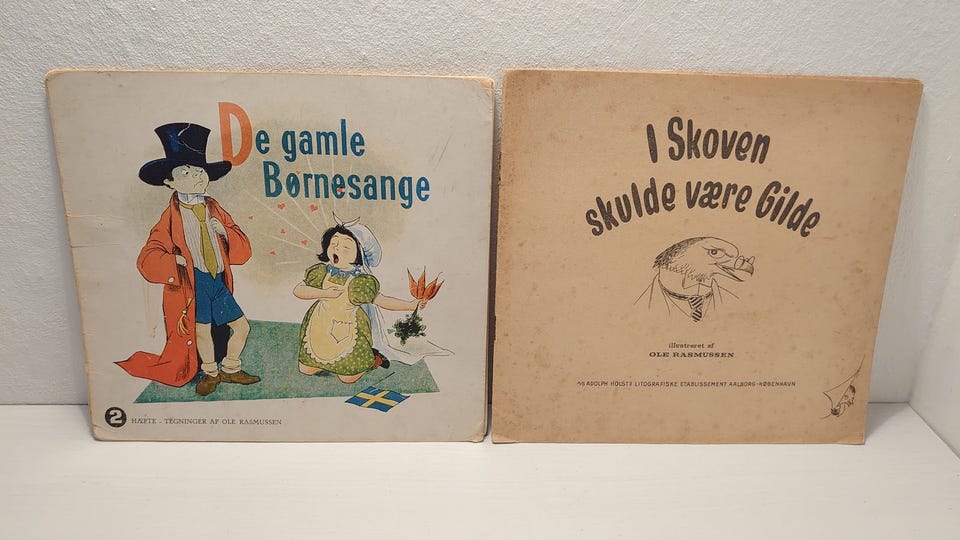 De gamle
Børnesange
2 HÆFTE - TEGNINGER AF OLE RASMUSSEN
I Skoven
skulde være Gilde
illustreret af
OLE RASMUSSEN
A/S ADOLPH HOLSTS LITOGRAFISKE ETABLISSEMENT AALBORG-KØBENHAVN